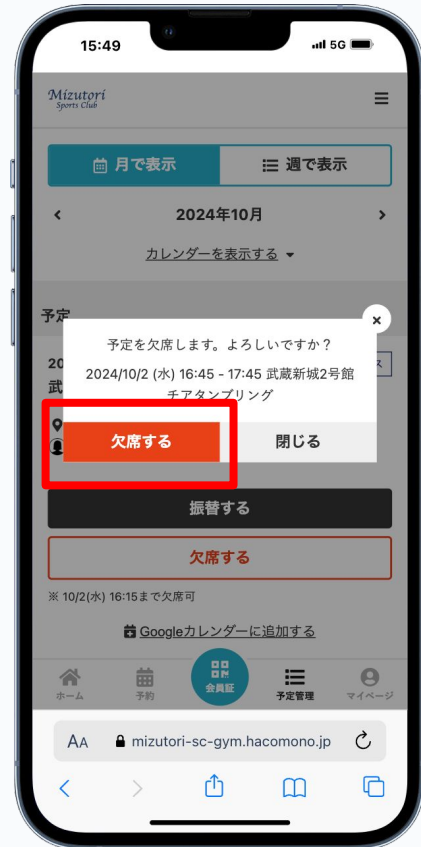 15:49
5G
Mizutori
Sports Club
月で表示
週で表示
2024年10月
カレンダーを表示する
予定
予定を欠席します。よろしいですか？
2024/10/2 (水) 16:45 - 17:45 武蔵新城2号館
チアタンブリング
20
ス
武
欠席する
閉じる
振替する
欠席する
※ 10/2(水) 16:15まで欠席可
Googleカレンダーに追加する
ホーム
予約
会員証
予定管理
マイページ
AA
mizutori-sc-gym.hacomono.jp